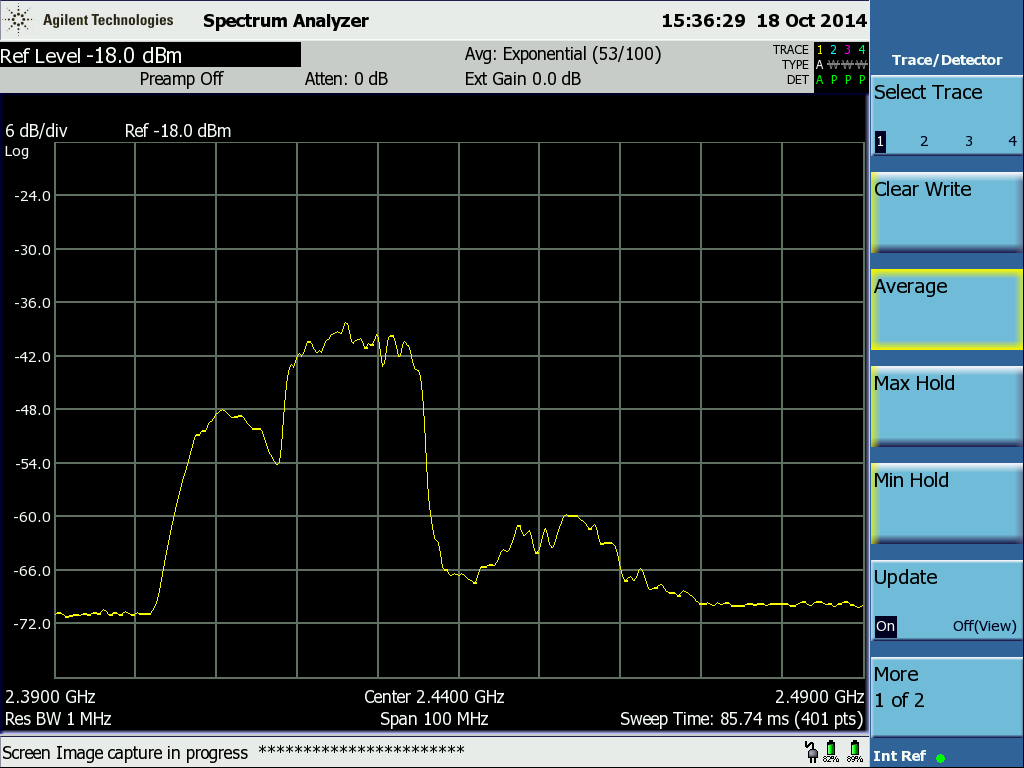 Agilent Technologies Spectrum Analyzer 15:36:29 18 Oct 2014
Ref Level -18.0 dBm Avg: Exponential (53/100)
Preamp Off Atten: 0 dB Ext Gain 0.0 dB
TRACE 1 2 3 4
TYPE A W W W
DET A P P P
6 dB/div Ref -18.0 dBm
Log
-24.0
-30.0
-36.0
-42.0
-48.0
-54.0
-60.0
-66.0
-72.0
2.3900 GHz Center 2.4400 GHz 2.4900 GHz
Res BW 1 MHz Span 100 MHz Sweep Time: 85.74 ms (401 pts)
Screen Image capture in progress ***********************
82% 89%
Trace/Detector
Select Trace
1 2 3 4
Clear Write
Average
Max Hold
Min Hold
Update
On Off(View)
More
1 of 2
Int Ref